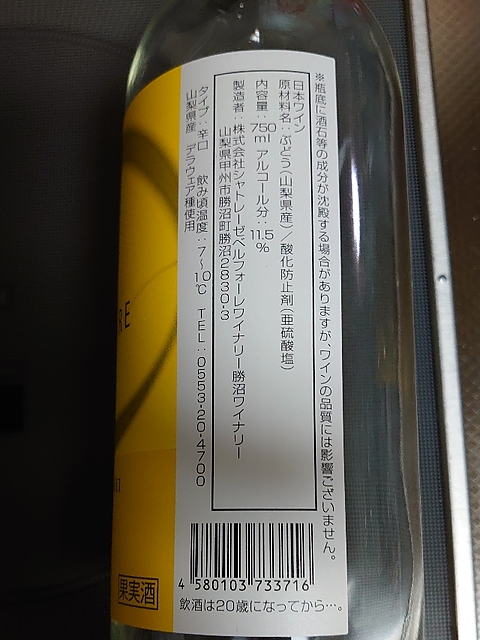 ※瓶底に酒石等の成分が沈殿する場合がありますが、ワインの品質には影響ございません。
日本ワイン
原材料名：ぶどう(山梨県産)／酸化防止剤(亜硫酸塩)
内容量：750ml アルコール分：11.5%
製造者：株式会社シャトレーゼベルフォーレワイナリー勝沼ワイナリー
山梨県甲州市勝沼町勝沼2830-3
タイプ：辛口 飲み頃温度：7〜10℃ TEL：0553-20-4700
山梨県産 デラウェア種使用
4 580103 733716
飲酒は20歳になってから…。
果実酒
RE